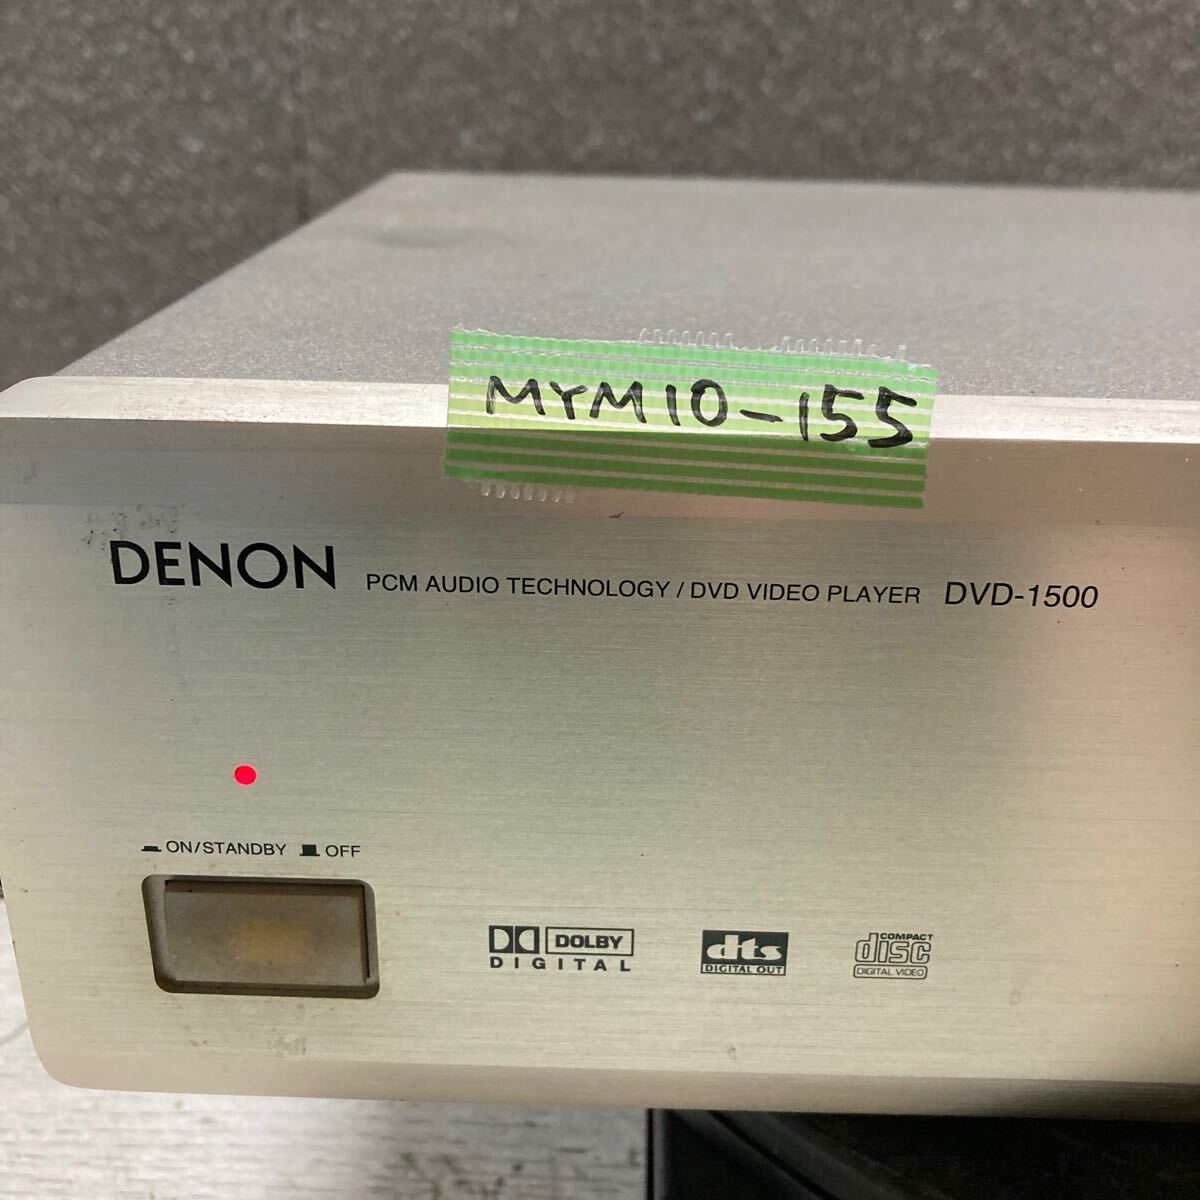 MYM10-155
DENON PCM AUDIO TECHNOLOGY / DVD VIDEO PLAYER DVD-1500
ON/STANDBY OFF
DOLBY
DIGITAL
dts
DIGITAL OUT
COMPACT
disc
DIGITAL VIDEO